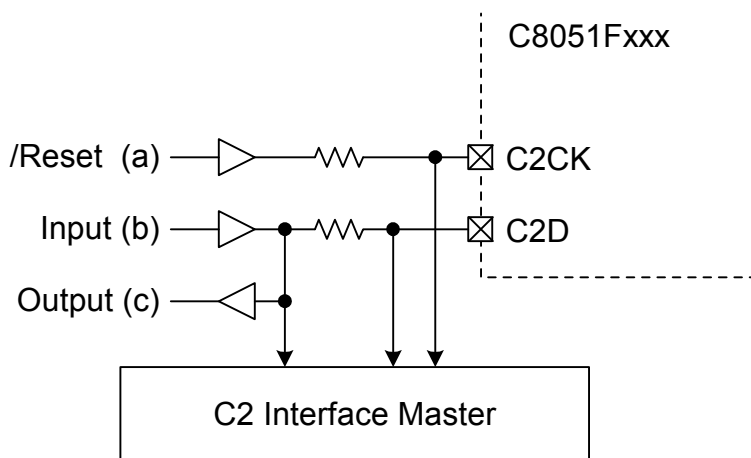 C8051Fxxx
/Reset (a)
C2CK
Input (b)
C2D
Output (c)
C2 Interface Master